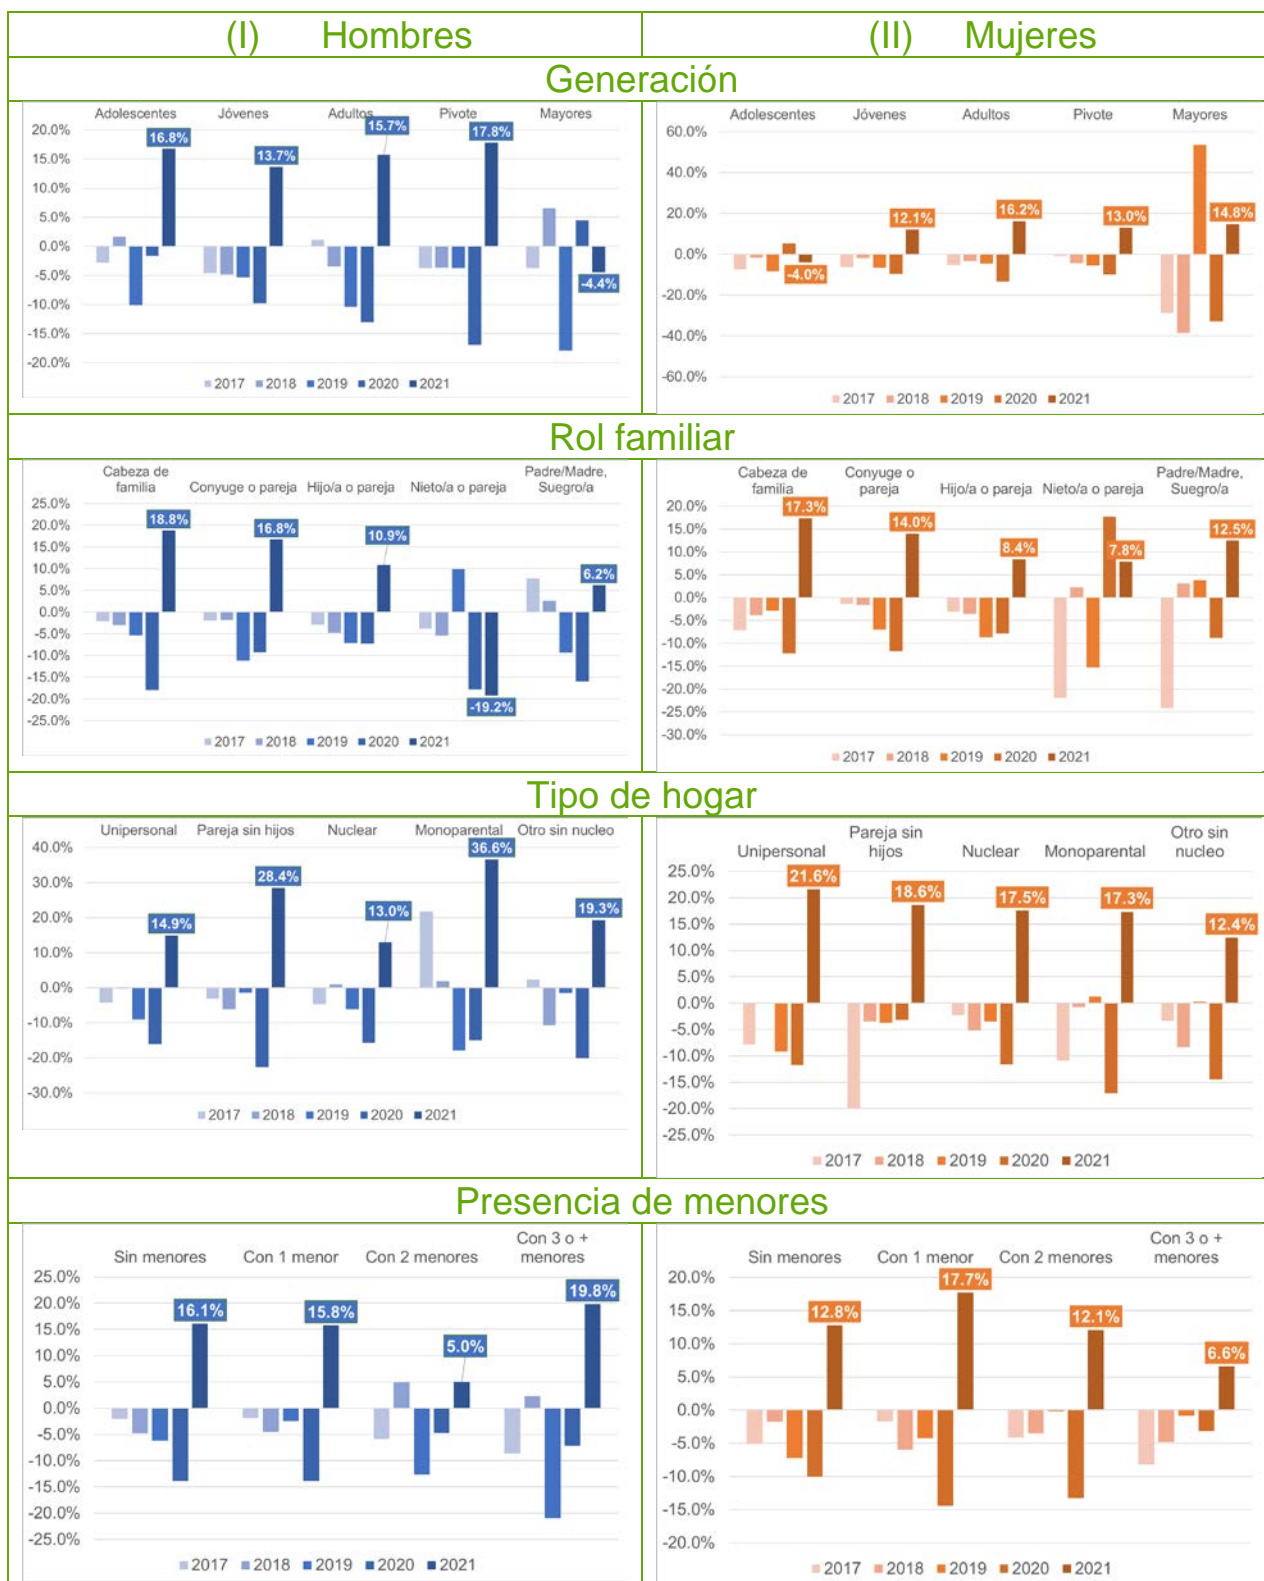 (I) Hombres
(II) Mujeres
Generación
Adolescentes Jóvenes Adultos Pivote Mayores
20.0%
15.0%
10.0%
5.0%
0.0%
-5.0%
-10.0%
-15.0%
-20.0%
16.8% 13.7% 15.7% 17.8% -4.4%
2017 2018 2019 2020 2021
Adolescentes Jóvenes Adultos Pivote Mayores
60.0%
40.0%
20.0%
0.0%
-20.0%
-40.0%
-60.0%
-4.0% 12.1% 16.2% 13.0% 14.8%
2017 2018 2019 2020 2021
Rol familiar
Cabeza de familia Conyuge o pareja Hijo/a o pareja Nieto/a o pareja Padre/Madre, Suegro/a
25.0%
20.0%
15.0%
10.0%
5.0%
0.0%
-5.0%
-10.0%
-15.0%
-20.0%
-25.0%
18.8% 16.8% 10.9% -19.2% 6.2%
2017 2018 2019 2020 2021
Cabeza de familia Conyuge o pareja Hijo/a o pareja Nieto/a o pareja Padre/Madre, Suegro/a
20.0%
15.0%
10.0%
5.0%
0.0%
-5.0%
-10.0%
-15.0%
-20.0%
-25.0%
-30.0%
17.3% 14.0% 8.4% 7.8% 12.5%
2017 2018 2019 2020 2021
Tipo de hogar
Unipersonal Pareja sin hijos Nuclear Monoparental Otro sin nucleo
40.0%
30.0%
20.0%
10.0%
0.0%
-10.0%
-20.0%
-30.0%
14.9% 28.4% 13.0% 36.6% 19.3%
2017 2018 2019 2020 2021
Unipersonal Pareja sin hijos Nuclear Monoparental Otro sin nucleo
25.0%
20.0%
15.0%
10.0%
5.0%
0.0%
-5.0%
-10.0%
-15.0%
-20.0%
-25.0%
21.6% 18.6% 17.5% 17.3% 12.4%
2017 2018 2019 2020 2021
Presencia de menores
Sin menores Con 1 menor Con 2 menores Con 3 o + menores
25.0%
20.0%
15.0%
10.0%
5.0%
0.0%
-5.0%
-10.0%
-15.0%
-20.0%
-25.0%
16.1% 15.8% 5.0% 19.8%
2017 2018 2019 2020 2021
Sin menores Con 1 menor Con 2 menores Con 3 o + menores
20.0%
15.0%
10.0%
5.0%
0.0%
-5.0%
-10.0%
-15.0%
-20.0%
12.8% 17.7% 12.1% 6.6%
2017 2018 2019 2020 2021